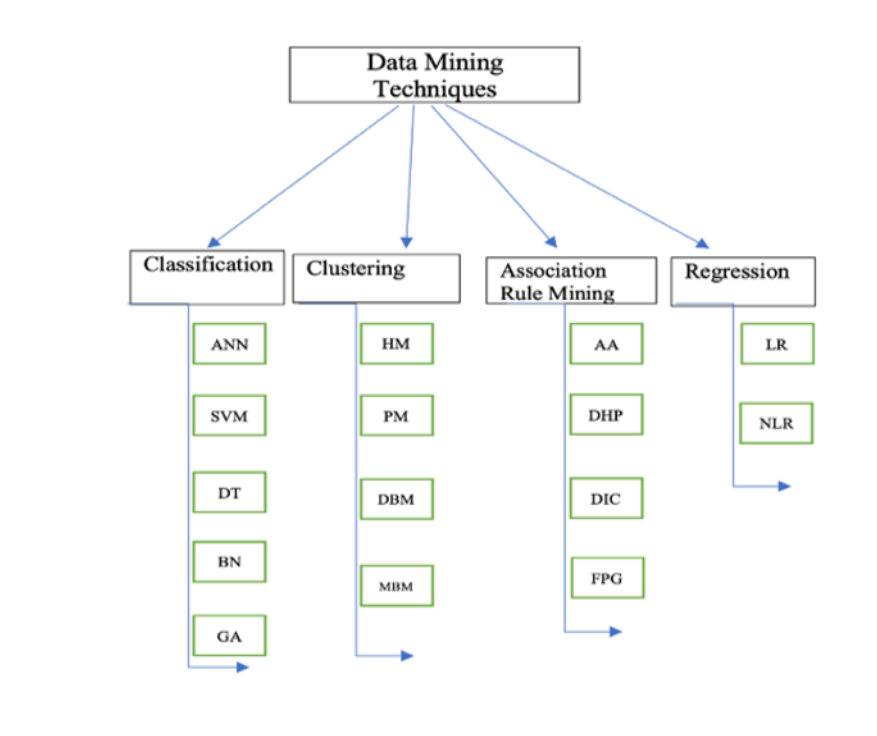 Data Mining
Techniques
Classification
Clustering
Association
Rule Mining
Regression
ANN
SVM
DT
BN
GA
HM
PM
DBM
MBM
AA
DHP
DIC
FPG
LR
NLR